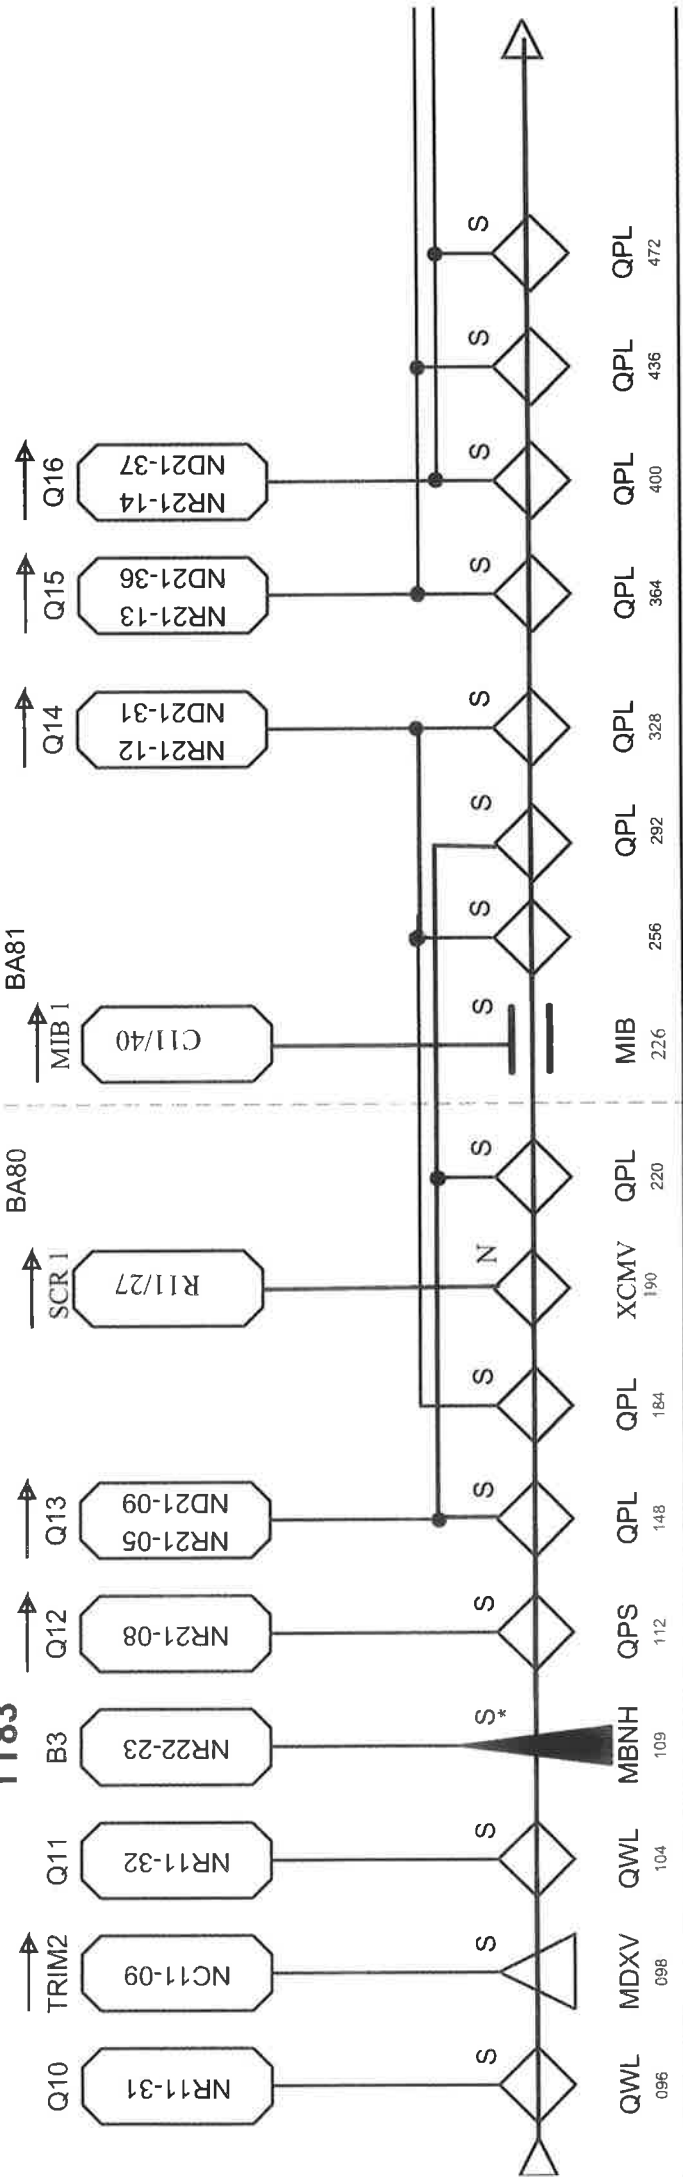 BA80 BA81
Q10 TRIM2 Q11 B3 Q12 Q13 SCR 1 MIB 1 Q14 Q15 Q16
NR11-31
NC11-09
NR11-32
NR22-23
NR21-08
NR21-05
ND21-09
R11/27
C11/40
NR21-12
ND21-31
NR21-13
ND21-36
NR21-14
ND21-37
S S S S* S S S N S S S S S S S S S
QWL MDXV QWL MBNH QPS QPL QPL XCMV QPL MIB QPL QPL QPL QPL QPL QPL
096 098 104 109 112 148 184 190 220 226 256 292 328 364 400 436 472